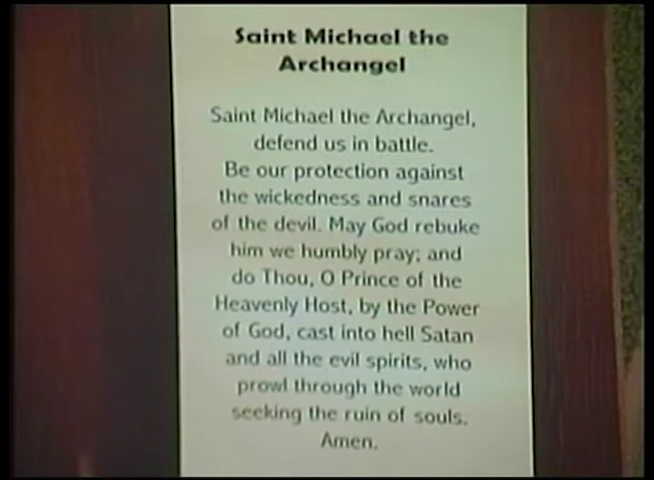 Saint Michael the
Archangel
Saint Michael the Archangel,
defend us in battle.
Be our protection against
the wickedness and snares
of the devil. May God rebuke
him we humbly pray; and
do Thou, O Prince of the
Heavenly Host, by the Power
of God, cast into hell Satan
and all the evil spirits, who
prowl through the world
seeking the ruin of souls.
Amen.